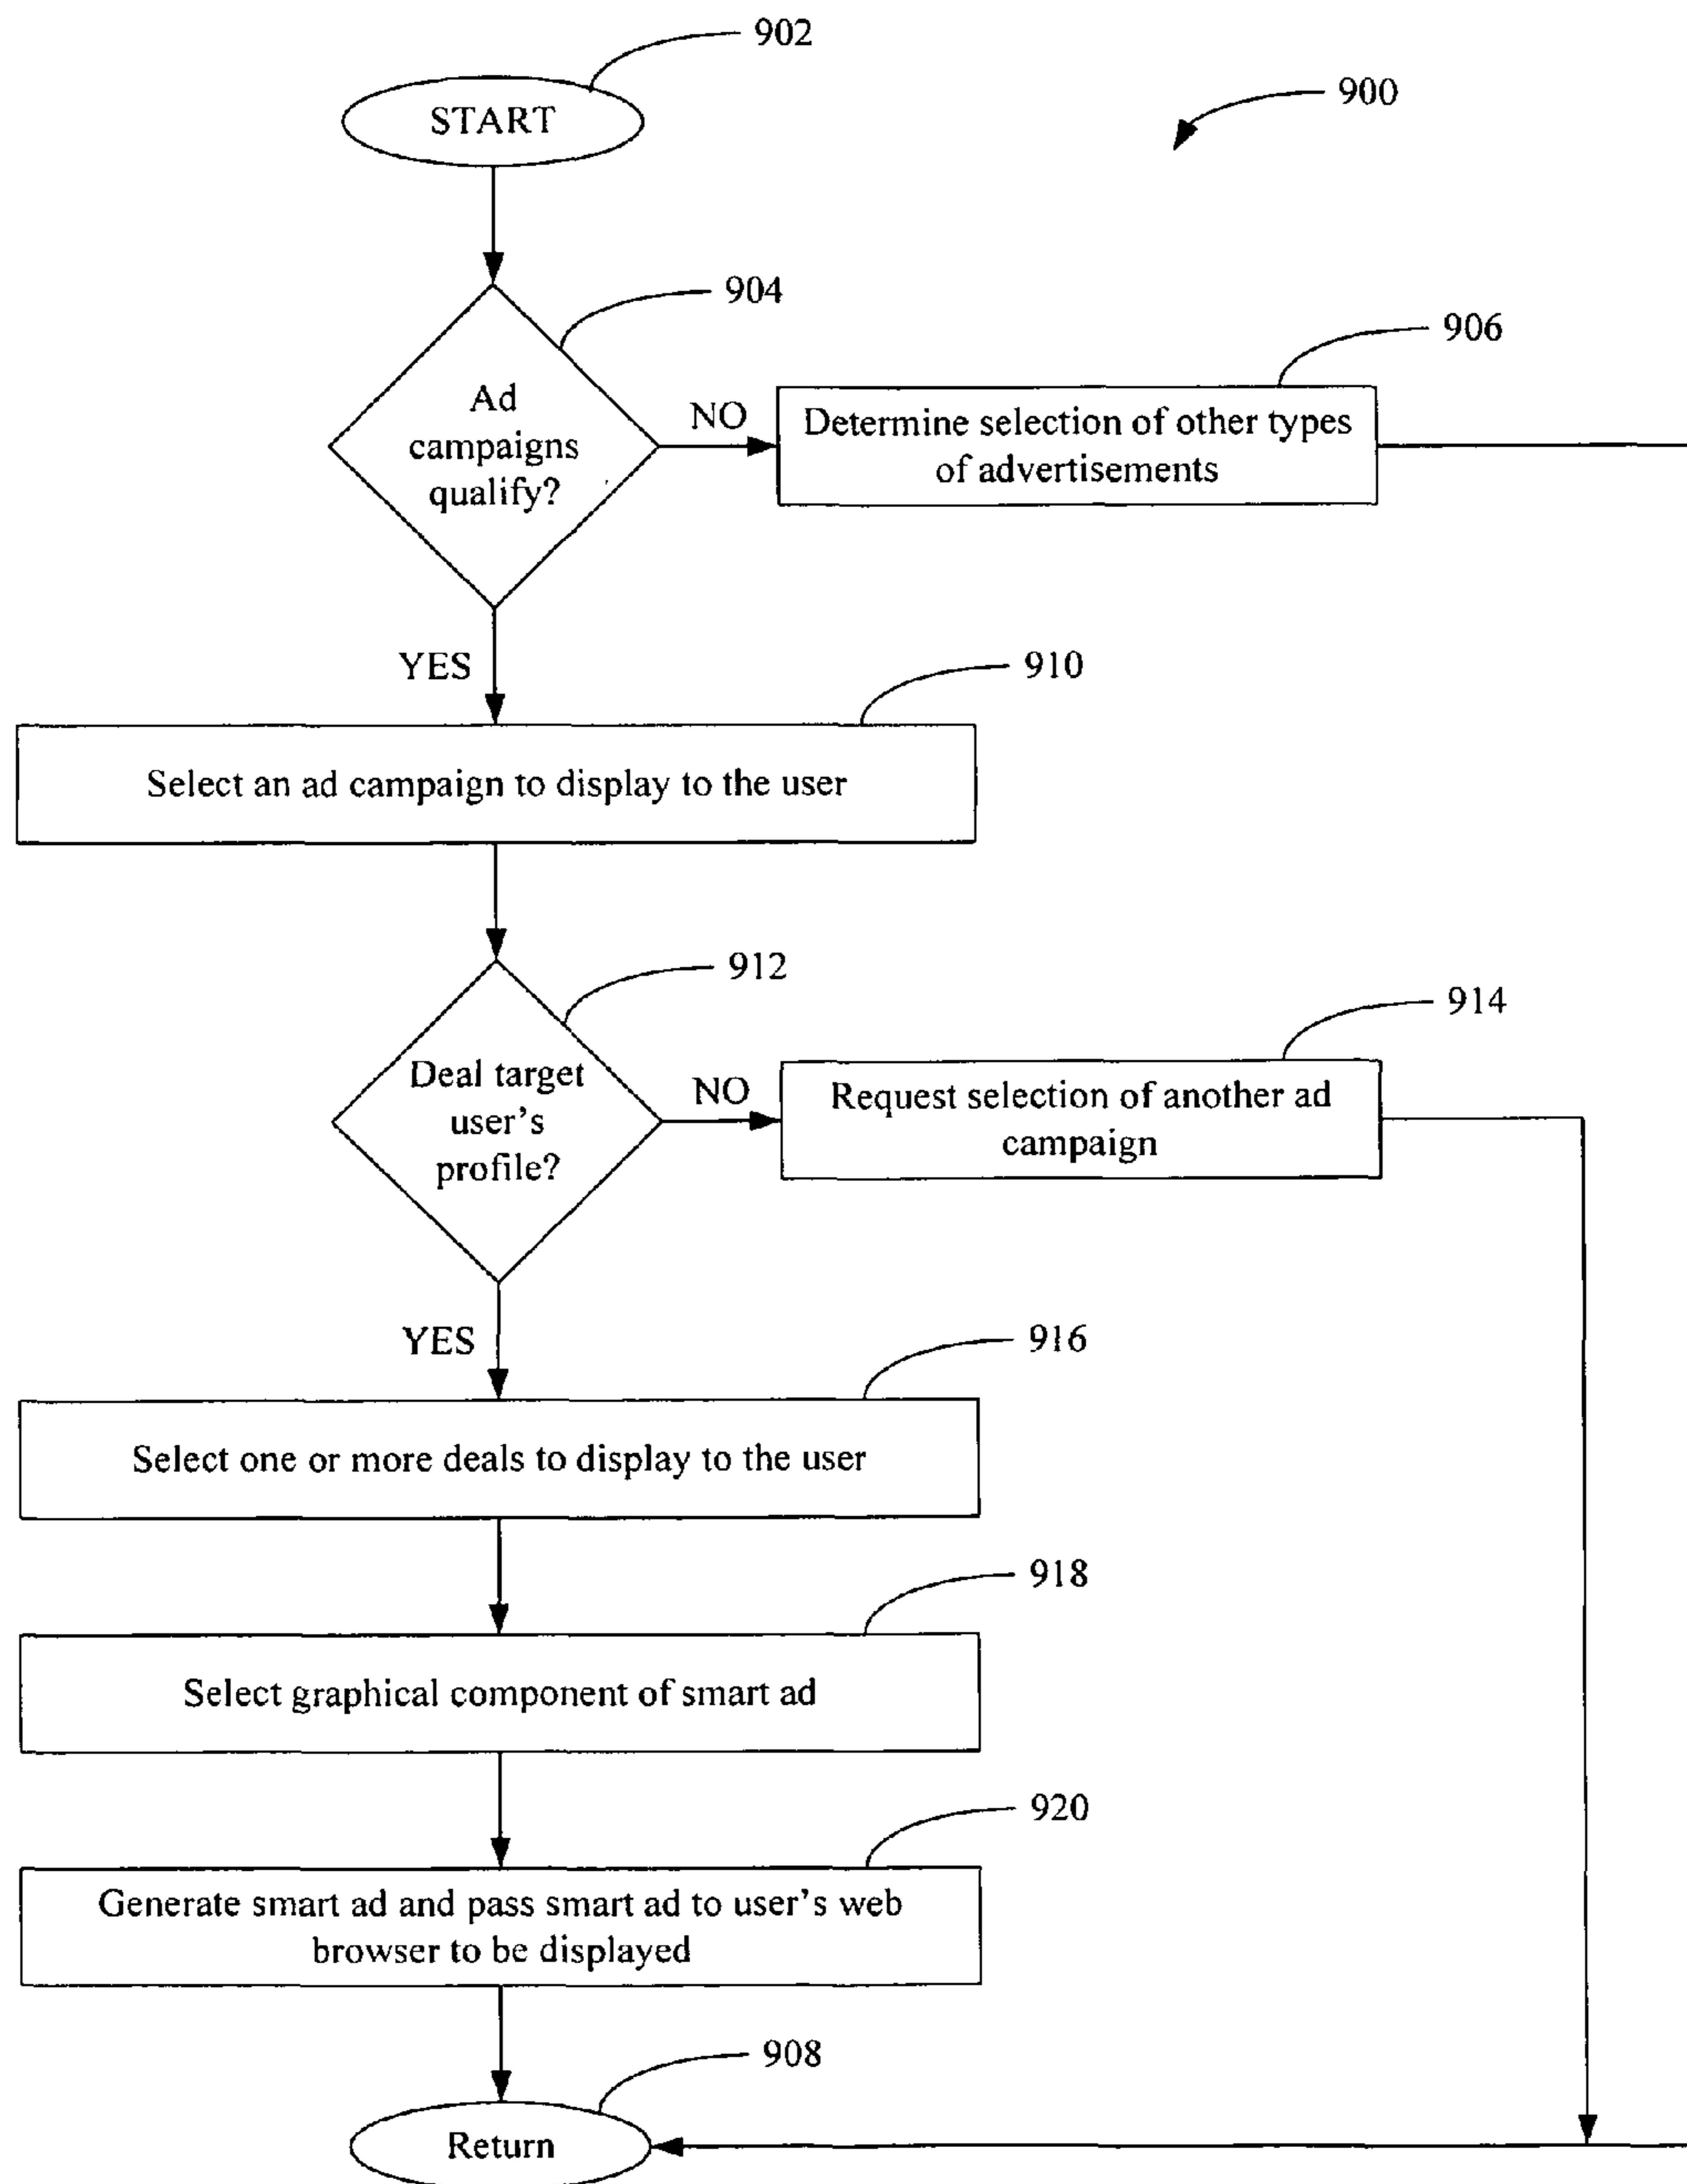 902
START
900
904
Ad
campaigns
qualify?
NO
906
Determine selection of other types
of advertisements
YES
910
Select an ad campaign to display to the user
912
Deal target
user's
profile?
NO
914
Request selection of another ad
campaign
YES
916
Select one or more deals to display to the user
918
Select graphical component of smart ad
920
Generate smart ad and pass smart ad to user's web
browser to be displayed
908
Return